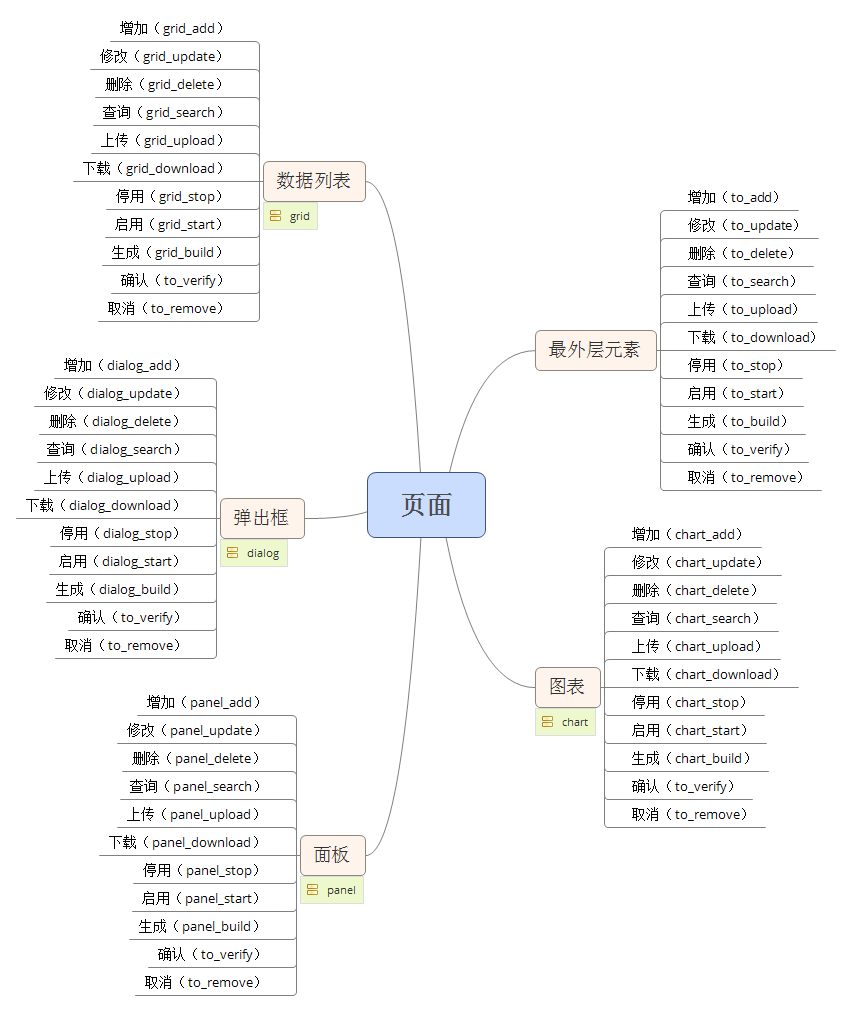 页面
数据列表
grid
增加（grid_add）
修改（grid_update）
删除（grid_delete）
查询（grid_search）
上传（grid_upload）
下载（grid_download）
停用（grid_stop）
启用（grid_start）
生成（grid_build）
确认（to_verify）
取消（to_remove）
弹出框
dialog
增加（dialog_add）
修改（dialog_update）
删除（dialog_delete）
查询（dialog_search）
上传（dialog_upload）
下载（dialog_download）
停用（dialog_stop）
启用（dialog_start）
生成（dialog_build）
确认（to_verify）
取消（to_remove）
面板
panel
增加（panel_add）
修改（panel_update）
删除（panel_delete）
查询（panel_search）
上传（panel_upload）
下载（panel_download）
停用（panel_stop）
启用（panel_start）
生成（panel_build）
确认（to_verify）
取消（to_remove）
最外层元素
增加（to_add）
修改（to_update）
删除（to_delete）
查询（to_search）
上传（to_upload）
下载（to_download）
停用（to_stop）
启用（to_start）
生成（to_build）
确认（to_verify）
取消（to_remove）
图表
chart
增加（chart_add）
修改（chart_update）
删除（chart_delete）
查询（chart_search）
上传（chart_upload）
下载（chart_download）
停用（chart_stop）
启用（chart_start）
生成（chart_build）
确认（to_verify）
取消（to_remove）